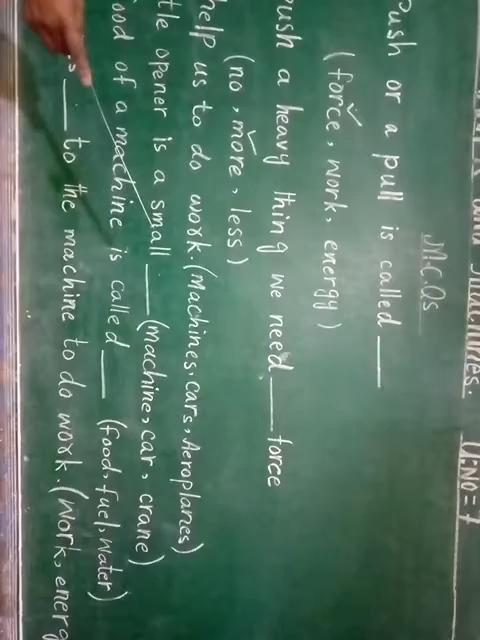 Machines. U.NO = 7
M.C.Qs
Push or a pull is called ___
(force, work, energy)
push a heavy thing we need ___ force
(no, more, less)
help us to do work. (Machines, cars, Aeroplanes)
opener is a small ___ (machine, car, crane)
of a machine is called ___ (food, fuel, water)
___ to the machine to do work. (Work, energ